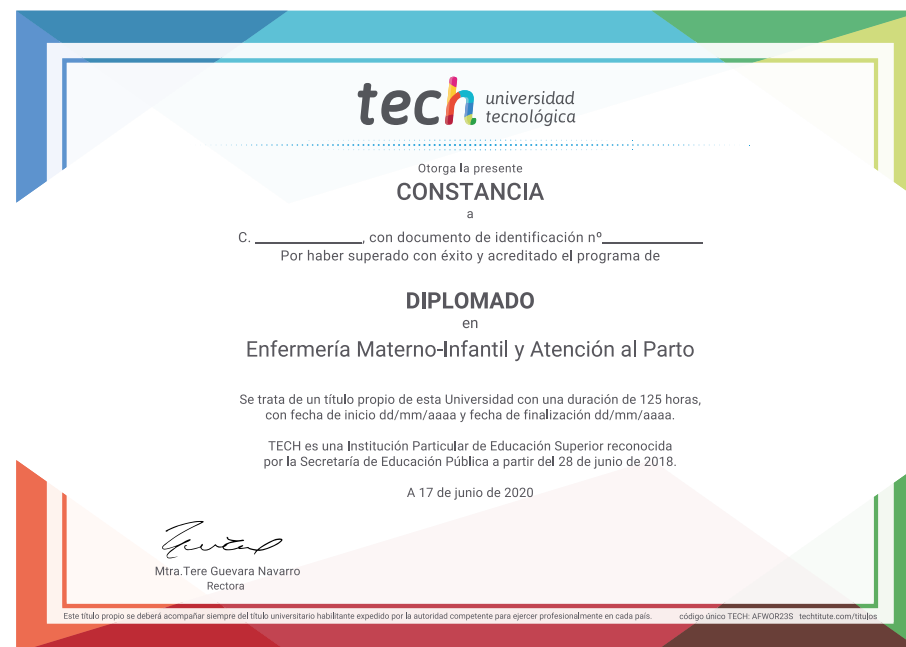 tech universidad
tecnológica
Otorga la presente
CONSTANCIA
a
C. ____________, con documento de identificación nº____________
Por haber superado con éxito y acreditado el programa de
DIPLOMADO
en
Enfermería Materno-Infantil y Atención al Parto
Se trata de un título propio de esta Universidad con una duración de 125 horas,
con fecha de inicio dd/mm/aaaa y fecha de finalización dd/mm/aaaa.
TECH es una Institución Particular de Educación Superior reconocida
por la Secretaría de Educación Pública a partir del 28 de junio de 2018.
A 17 de junio de 2020
Mtra.Tere Guevara Navarro
Rectora
Este título propio se deberá acompañar siempre del título universitario habilitante expedido por la autoridad competente para ejercer profesionalmente en cada país. código único TECH: AFWOR23S techtitute.com/titulos